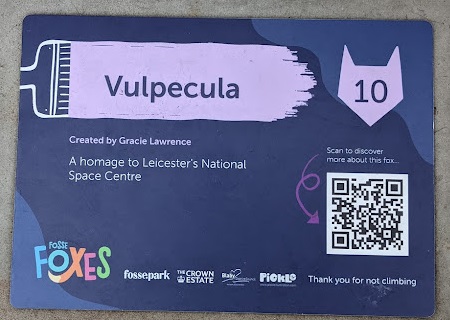 Vulpecula
10
Created by Gracie Lawrence
A homage to Leicester's National
Space Centre
Scan to discover
more about this fox...
FOSSE
FOXES
fossepark
THE CROWN
ESTATE
Blaby
PICKLE
Thank you for not climbing